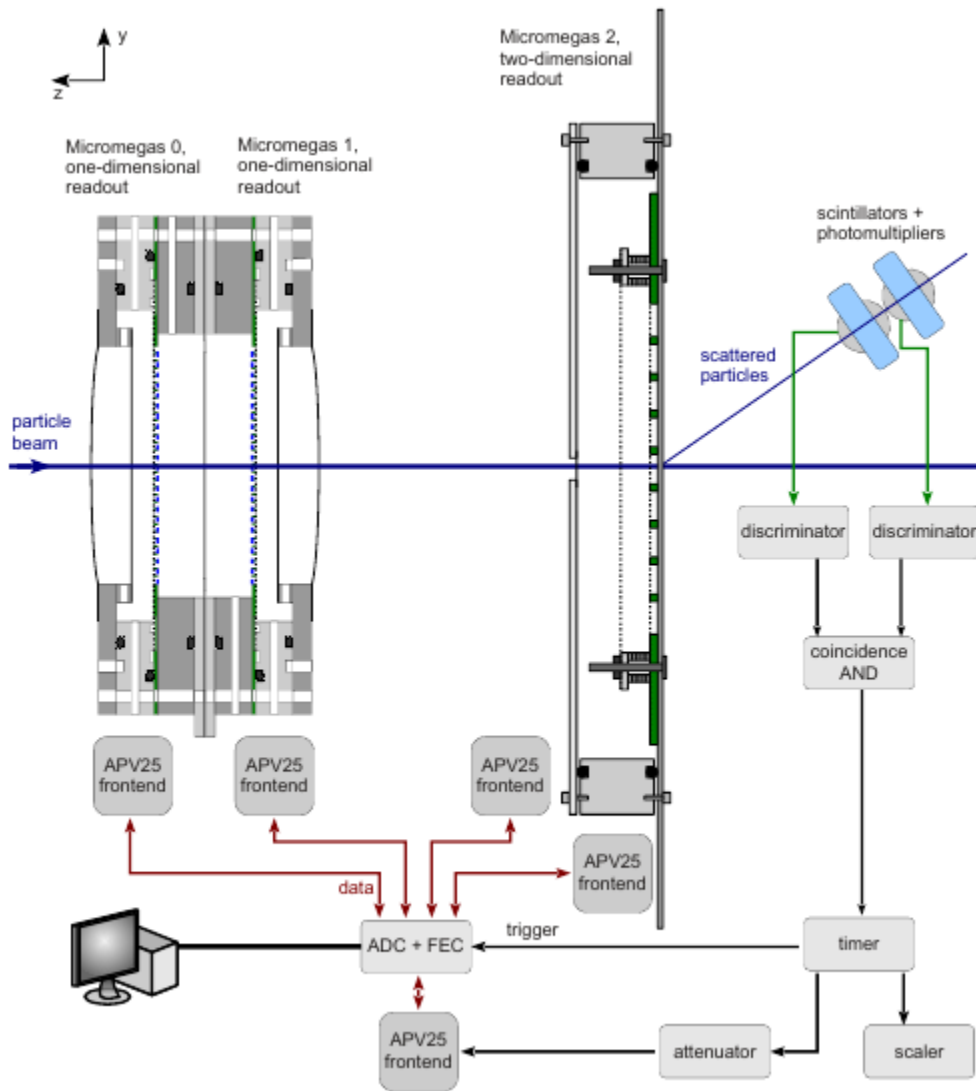 y
z
Micromegas 2,
two-dimensional
readout
Micromegas 0,
one-dimensional
readout
Micromegas 1,
one-dimensional
readout
scintillators +
photomultipliers
scattered
particles
particle
beam
discriminator
discriminator
coincidence
AND
APV25
frontend
APV25
frontend
APV25
frontend
APV25
frontend
data
ADC + FEC
trigger
timer
APV25
frontend
attenuator
scaler